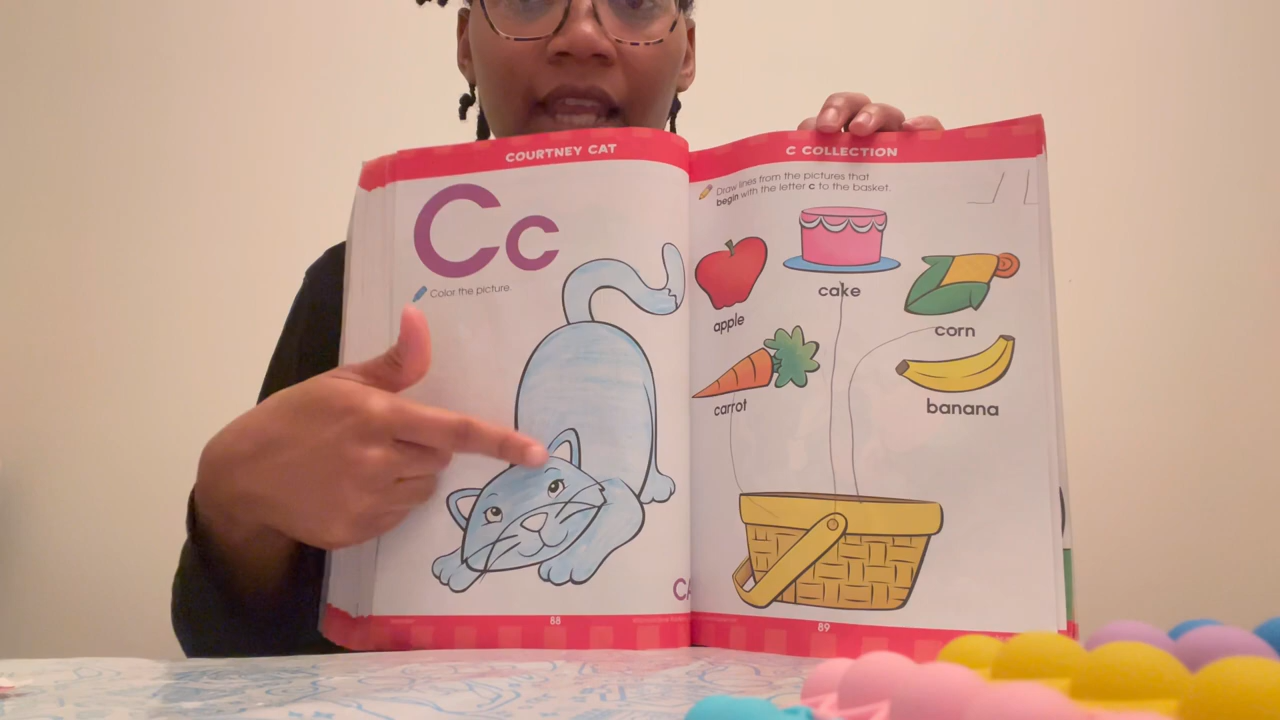 COURTNEY CAT
Cc
Color the picture.
CA
88
C COLLECTION
Draw lines from the pictures that
begin with the letter c to the basket.
cake
apple
corn
carrot
banana
89